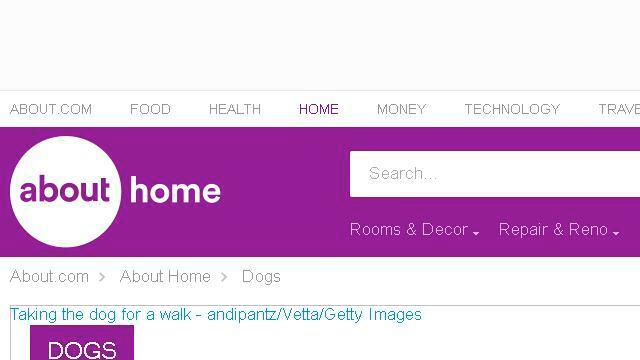 ABOUT.COM FOOD HEALTH HOME MONEY TECHNOLOGY TRAVE
about home
Search...
Rooms & Decor Repair & Reno
About.com About Home Dogs
Taking the dog for a walk - andipantz/Vetta/Getty Images
DOGS